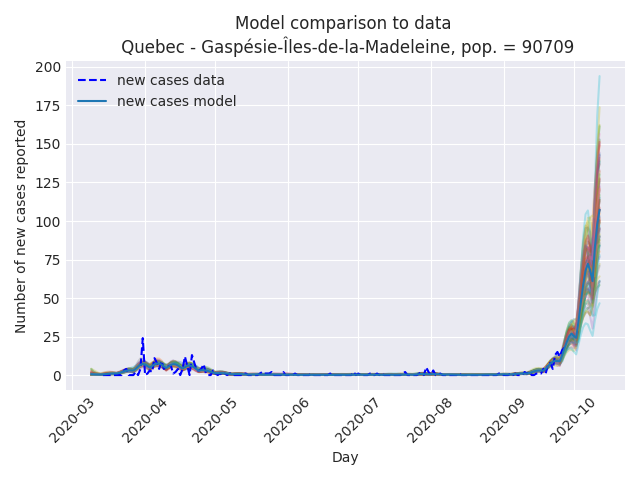 Model comparison to data
Quebec - Gaspésie-Îles-de-la-Madeleine, pop. = 90709
new cases data
new cases model
Number of new cases reported
200
175
150
125
100
75
50
25
0
2020-03
2020-04
2020-05
2020-06
2020-07
2020-08
2020-09
2020-10
Day